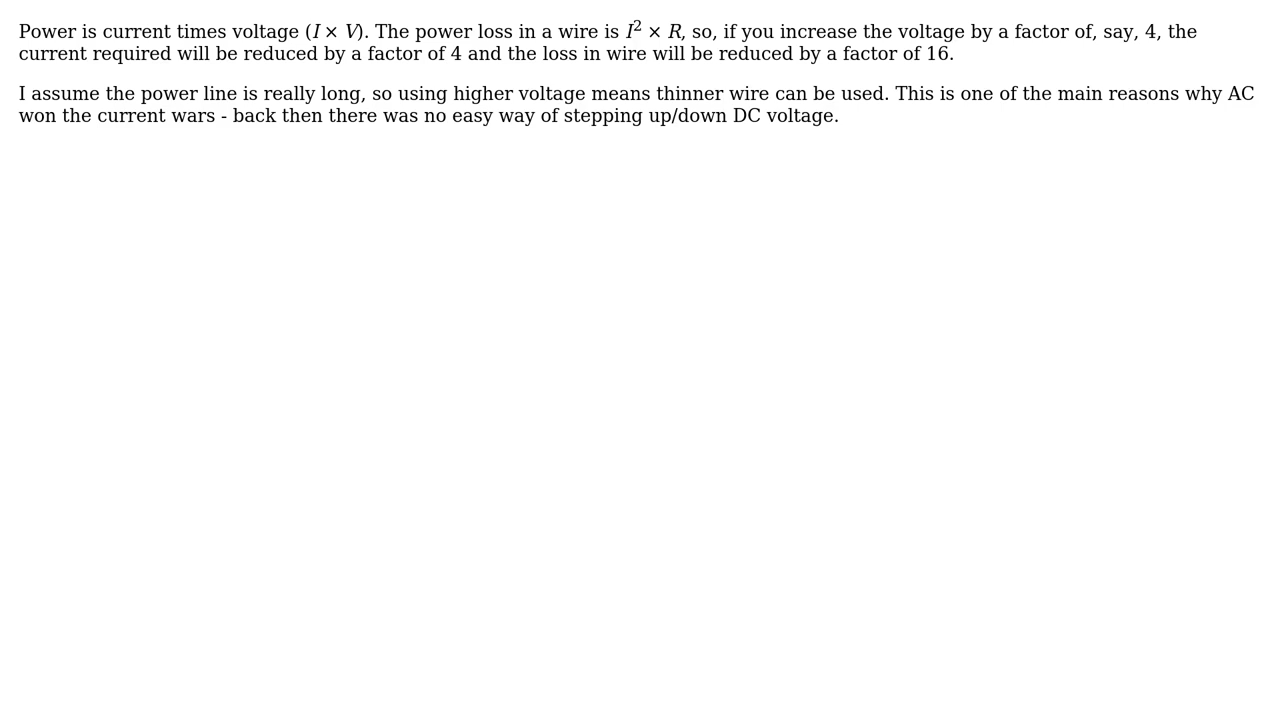 Power is current times voltage (I × V). The power loss in a wire is I² × R, so, if you increase the voltage by a factor of, say, 4, the
current required will be reduced by a factor of 4 and the loss in wire will be reduced by a factor of 16.
I assume the power line is really long, so using higher voltage means thinner wire can be used. This is one of the main reasons why AC
won the current wars - back then there was no easy way of stepping up/down DC voltage.